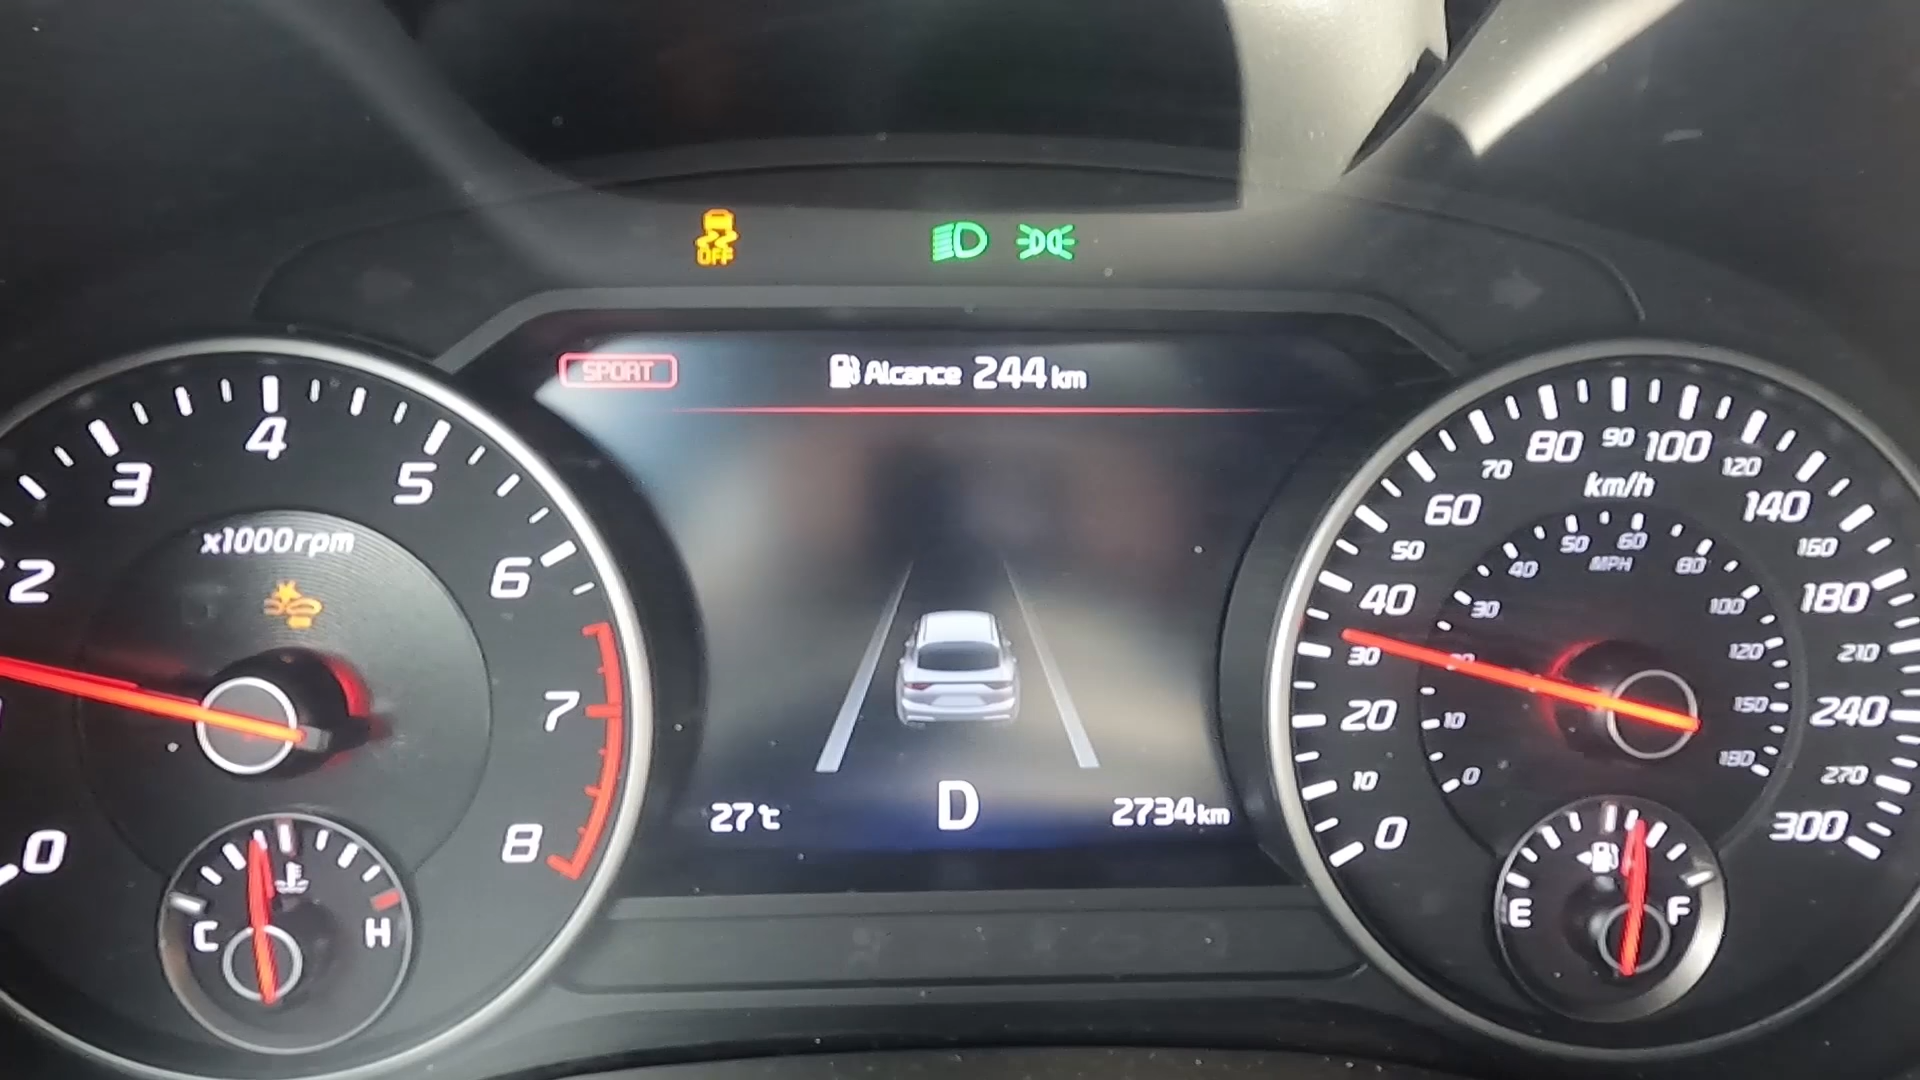 OFF
SPORT
Alcance 244 km
0 2 3 4 5 6 7 8
x1000rpm
C H
27℃
D
2734km
0 10 20 30 40 50 60 70 80 90 100 120 140 160 180 210 240 270 300
km/h
0 10 20 30 40 50 60 80 100 120 150 180
MPH
E F